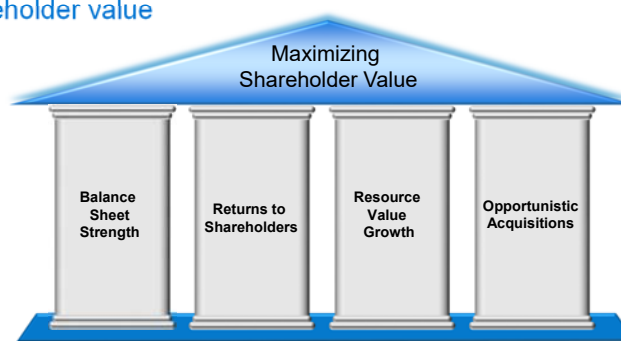 eholder value
Maximizing
Shareholder Value
Balance
Sheet
Strength
Returns to
Shareholders
Resource
Value
Growth
Opportunistic
Acquisitions